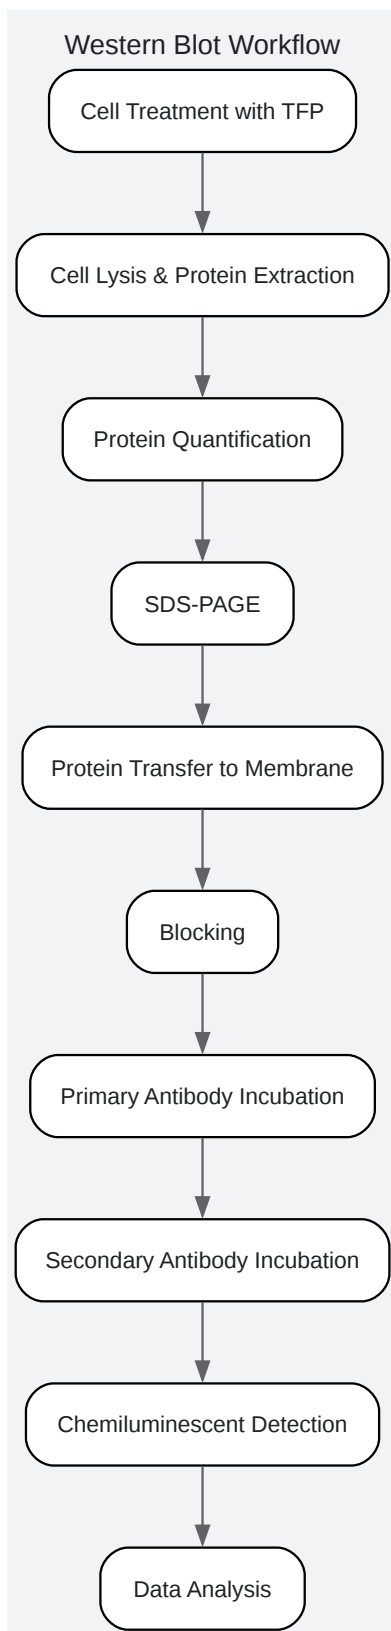 Western Blot Workflow
Cell Treatment with TFP
Cell Lysis & Protein Extraction
Protein Quantification
SDS-PAGE
Protein Transfer to Membrane
Blocking
Primary Antibody Incubation
Secondary Antibody Incubation
Chemiluminescent Detection
Data Analysis